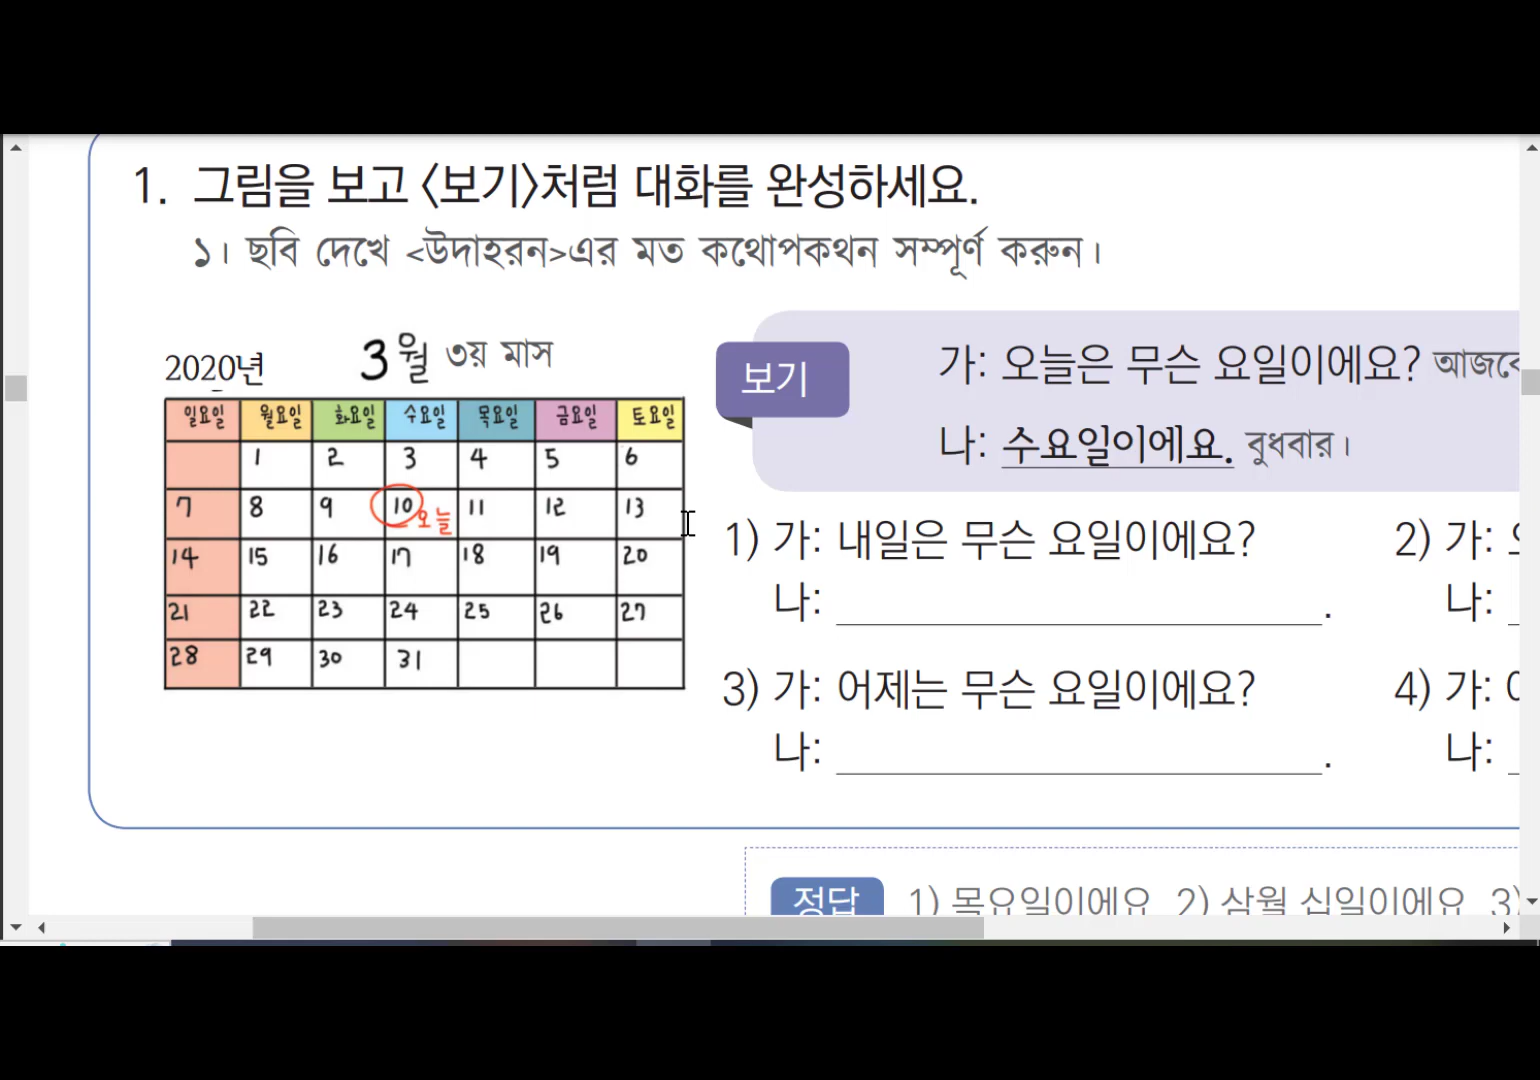 1. 그림을 보고 〈보기〉처럼 대화를 완성하세요.
১। ছবি দেখে <উদাহরন>এর মত কথোপকথন সম্পূর্ণ করুন।
2020년 3월 ৩য় মাস
일요일 월요일 화요일 수요일 목요일 금요일 토요일
1 2 3 4 5 6
7 8 9 10 오늘 11 12 13
14 15 16 17 18 19 20
21 22 23 24 25 26 27
28 29 30 31
보기
가: 오늘은 무슨 요일이에요?
나: 수요일이에요. বুধবার।
1) 가: 내일은 무슨 요일이에요?
나: .
2) 가:
나:
3) 가: 어제는 무슨 요일이에요?
나: .
4) 가:
나:
정답 1) 목요일이에요 2) 삼월 십일이에요 3)